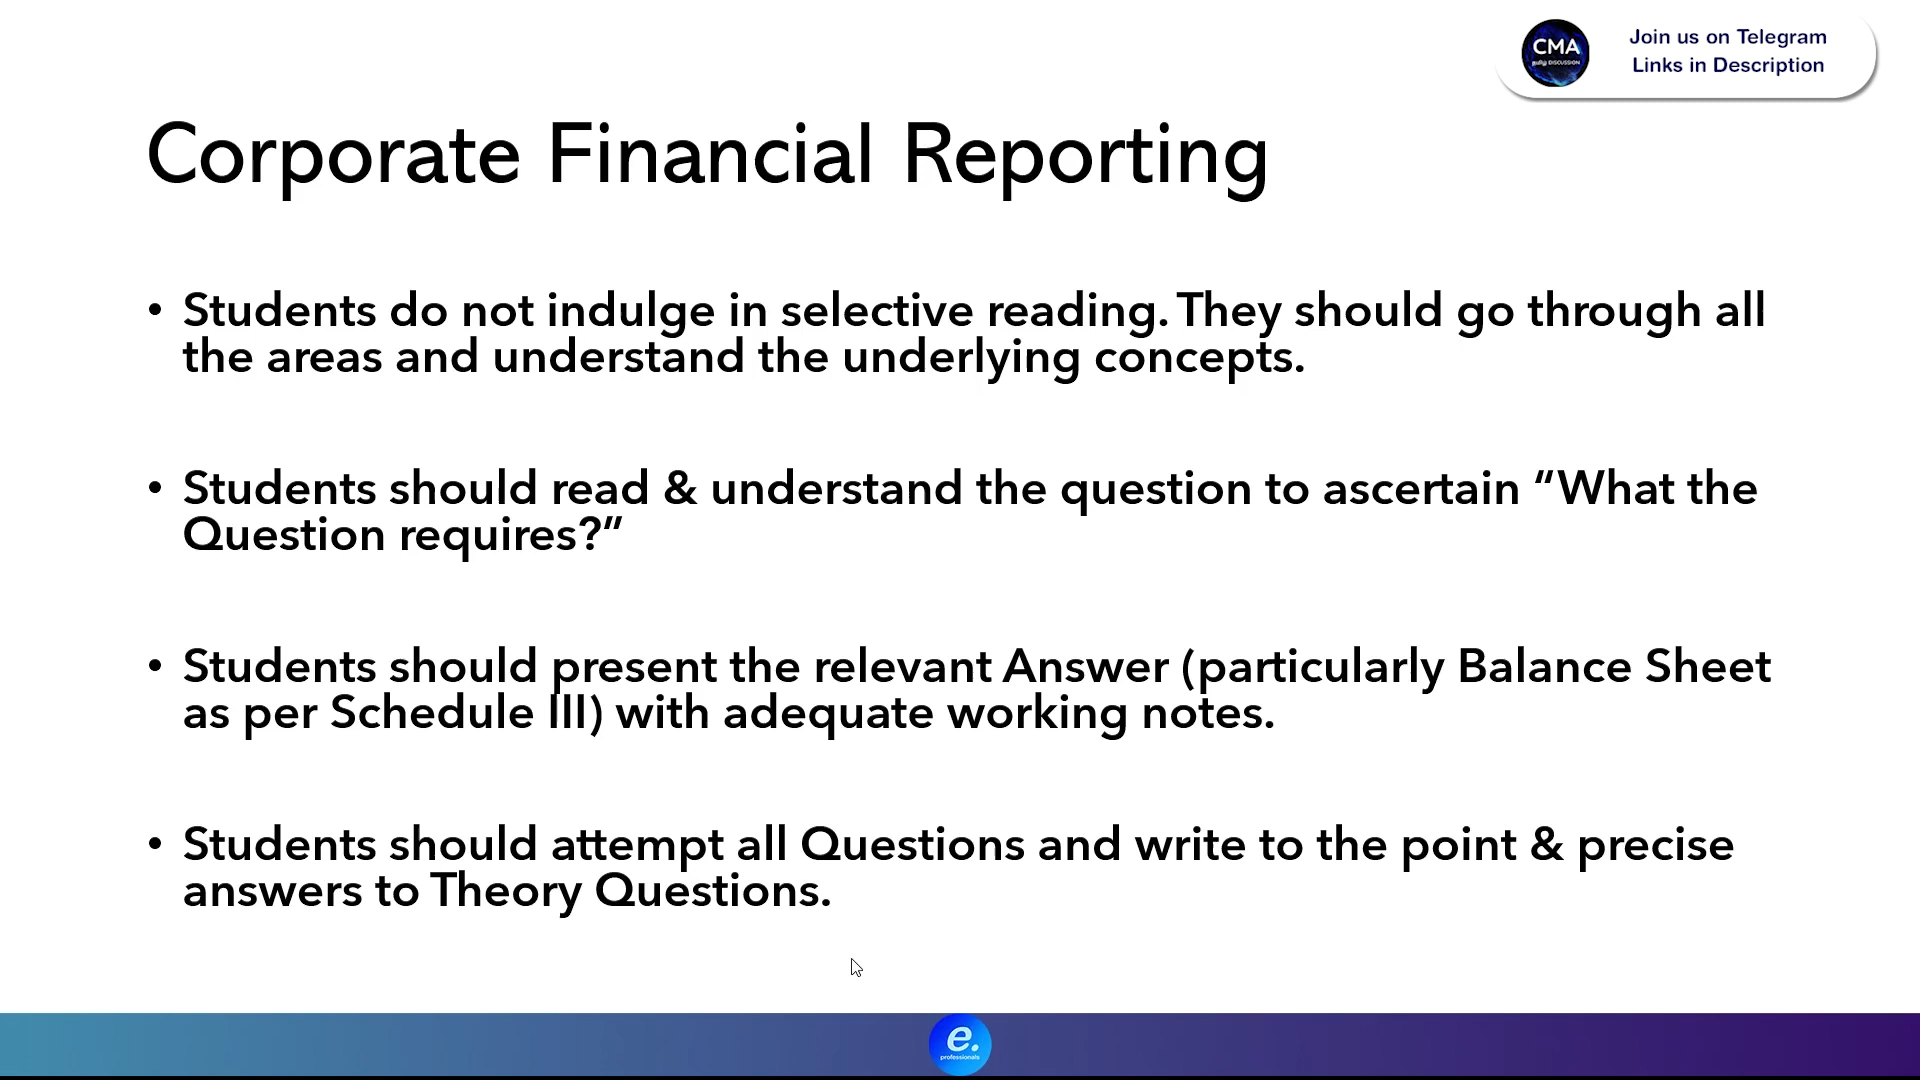 Join us on Telegram
Links in Description
CMA
தமிழ் DISCUSSION
Corporate Financial Reporting
• Students do not indulge in selective reading. They should go through all
the areas and understand the underlying concepts.
• Students should read & understand the question to ascertain “What the
Question requires?”
• Students should present the relevant Answer (particularly Balance Sheet
as per Schedule III) with adequate working notes.
• Students should attempt all Questions and write to the point & precise
answers to Theory Questions.
e.
professionals